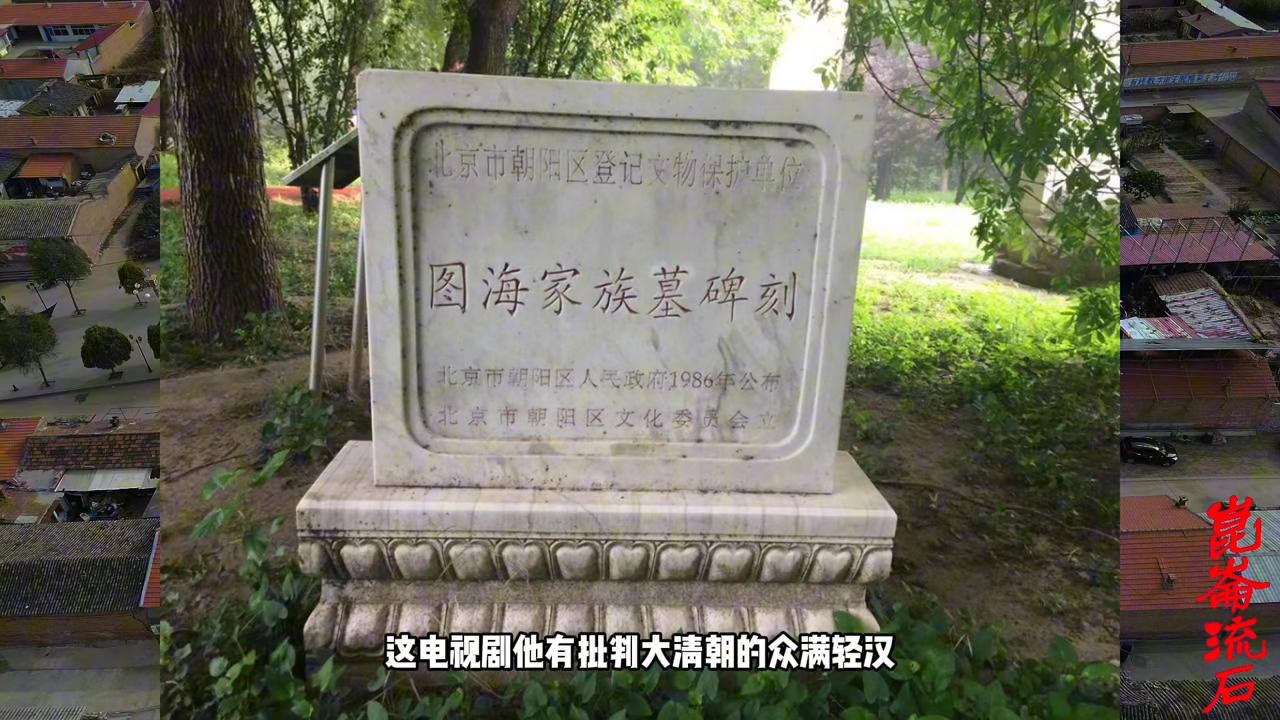 北京市朝阳区登记文物保护单位
图海家族墓碑刻
北京市朝阳区人民政府1986年公布
北京市朝阳区文化委员会立
这电视剧他有批判大清朝的众满轻汉
崑崙流石